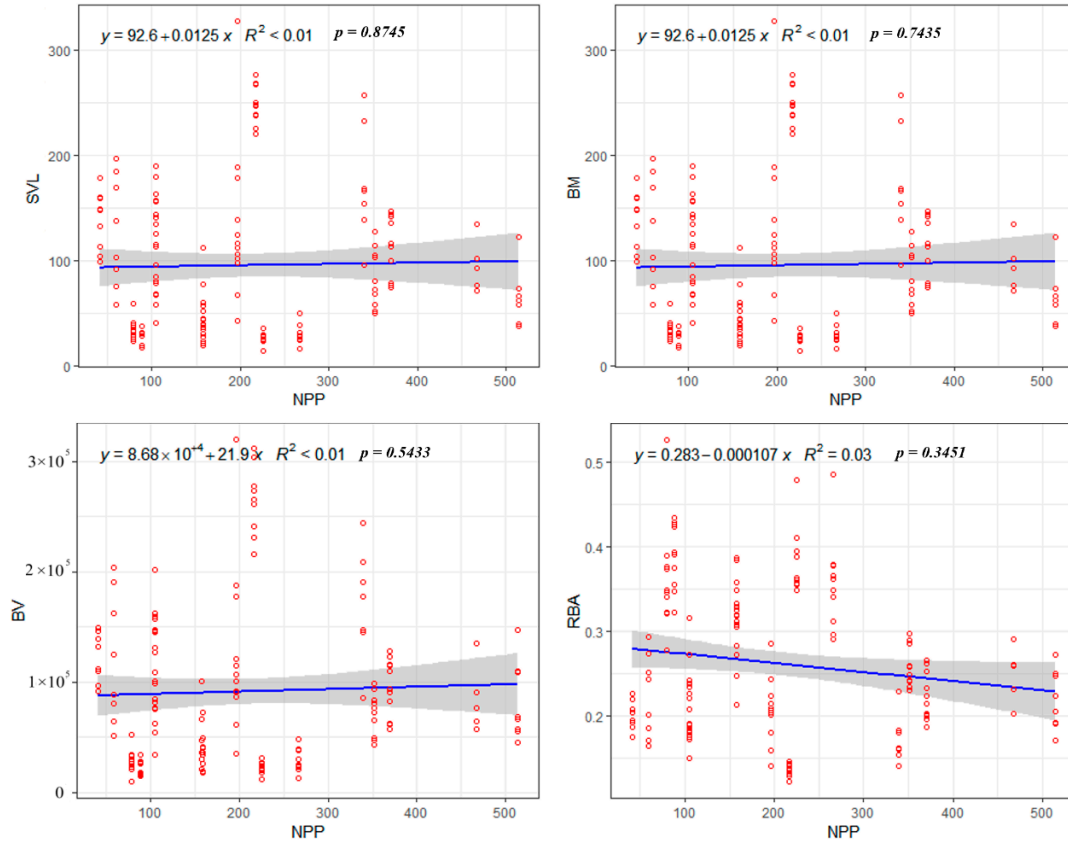 y = 92.6 + 0.0125 x R² < 0.01 p = 0.8745
SVL
300
200
100
0
100 200 300 400 500
NPP
y = 92.6 + 0.0125 x R² < 0.01 p = 0.7435
BM
300
200
100
0
100 200 300 400 500
NPP
y = 8.68 × 10⁺⁴ + 21.9 x R² < 0.01 p = 0.5433
BV
3×10⁵
2×10⁵
1×10⁵
0
100 200 300 400 500
NPP
y = 0.283 − 0.000107 x R² = 0.03 p = 0.3451
RBA
0.5
0.4
0.3
0.2
100 200 300 400 500
NPP